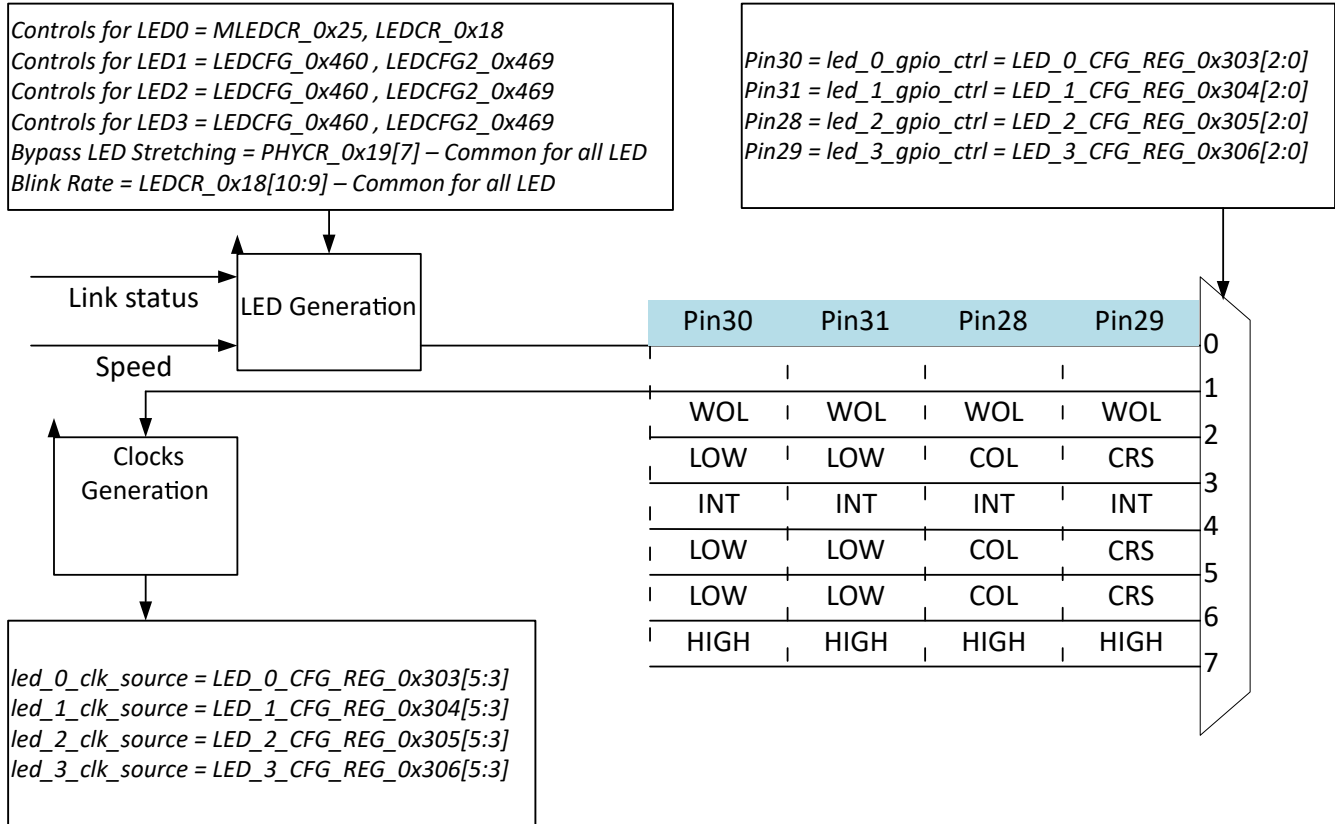 Controls for LED0 = MLEDCR_0x25, LEDCR_0x18
Controls for LED1 = LEDCFG_0x460 , LEDCFG2_0x469
Controls for LED2 = LEDCFG_0x460 , LEDCFG2_0x469
Controls for LED3 = LEDCFG_0x460 , LEDCFG2_0x469
Bypass LED Stretching = PHYCR_0x19[7] – Common for all LED
Blink Rate = LEDCR_0x18[10:9] – Common for all LED
Pin30 = led_0_gpio_ctrl = LED_0_CFG_REG_0x303[2:0]
Pin31 = led_1_gpio_ctrl = LED_1_CFG_REG_0x304[2:0]
Pin28 = led_2_gpio_ctrl = LED_2_CFG_REG_0x305[2:0]
Pin29 = led_3_gpio_ctrl = LED_3_CFG_REG_0x306[2:0]
Link status
Speed
LED Generation
Pin30 Pin31 Pin28 Pin29
0
1
WOL WOL WOL WOL
2
LOW LOW COL CRS
3
INT INT INT INT
4
LOW LOW COL CRS
5
LOW LOW COL CRS
6
HIGH HIGH HIGH HIGH
7
Clocks
Generation
led_0_clk_source = LED_0_CFG_REG_0x303[5:3]
led_1_clk_source = LED_1_CFG_REG_0x304[5:3]
led_2_clk_source = LED_2_CFG_REG_0x305[5:3]
led_3_clk_source = LED_3_CFG_REG_0x306[5:3]